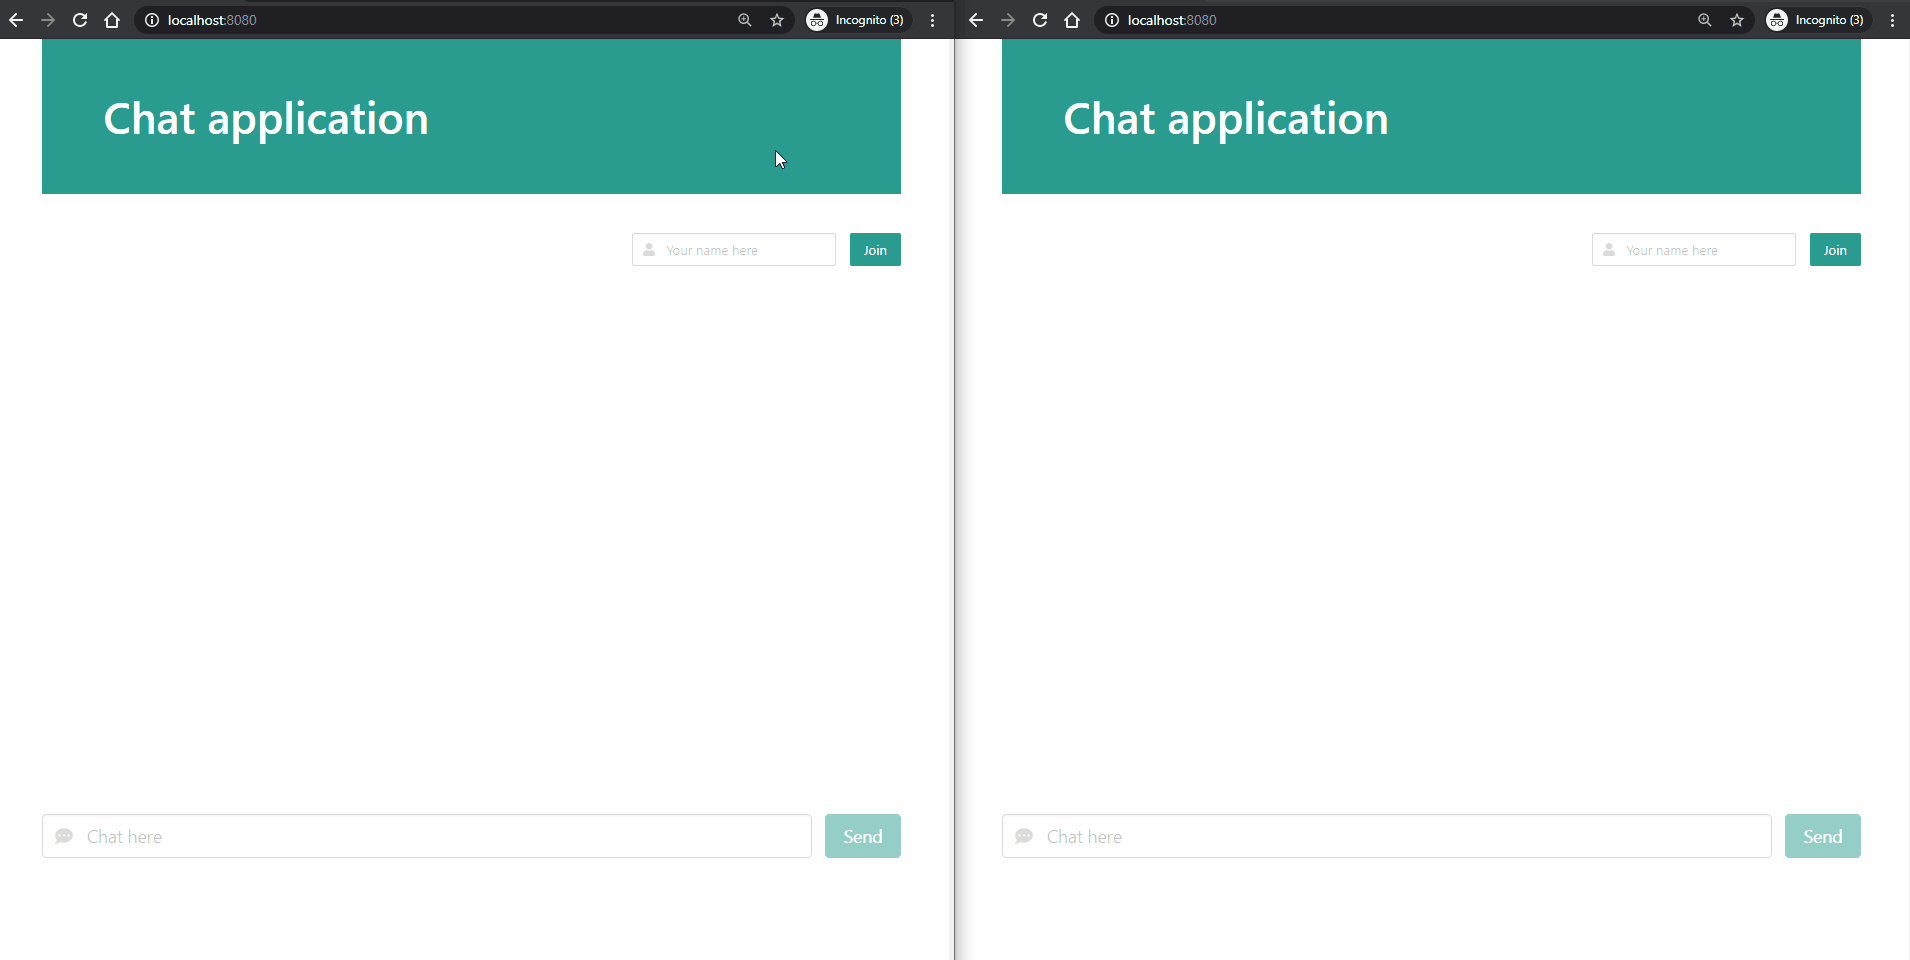 localhost:8080
Incognito (3)
Chat application
Your name here
Join
Chat here
Send
localhost:8080
Incognito (3)
Chat application
Your name here
Join
Chat here
Send